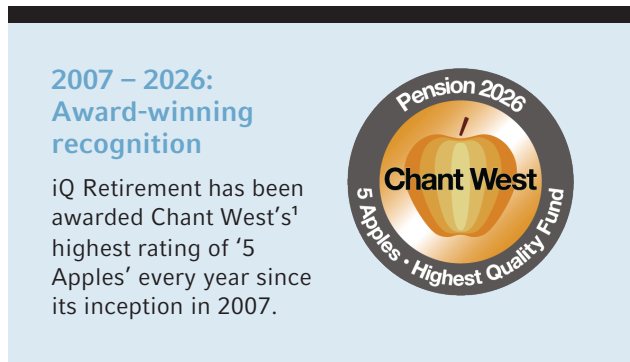 2007 – 2026:
Award-winning
recognition
iQ Retirement has been
awarded Chant West’s¹
highest rating of ‘5
Apples’ every year since
its inception in 2007.
Pension 2026
Chant West
5 Apples · Highest Quality Fund